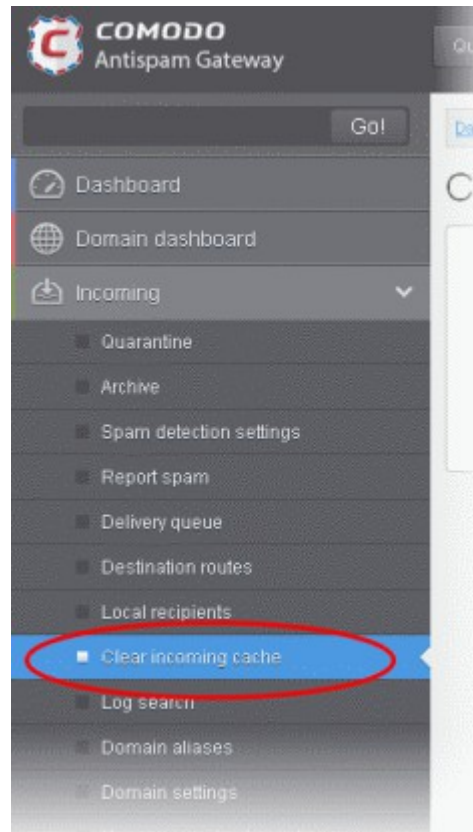 COMODO
Antispam Gateway
Go!
Dashboard
Domain dashboard
Incoming
Quarantine
Archive
Spam detection settings
Report spam
Delivery queue
Destination routes
Local recipients
Clear incoming cache
Log search
Domain aliases
Domain settings